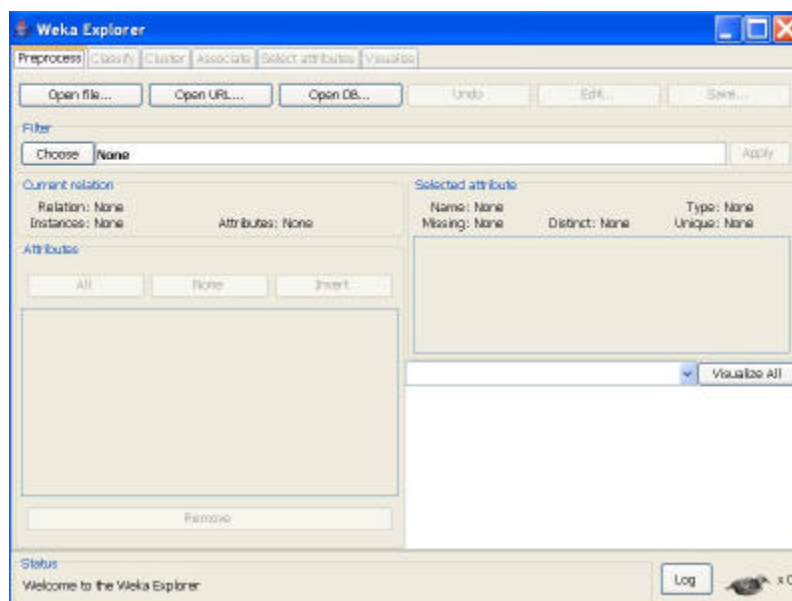 Weka Explorer
Preprocess Classify Cluster Associate Select attributes Visualize
Open file... Open URL... Open DB... Undo Edit... Save...
Filter
Choose None Apply
Current relation
Relation: None
Instances: None Attributes: None
Selected attribute
Name: None Type: None
Missing: None Distinct: None Unique: None
Attributes
All None Invert
Visualize All
Remove
Status
Welcome to the Weka Explorer
Log x 0